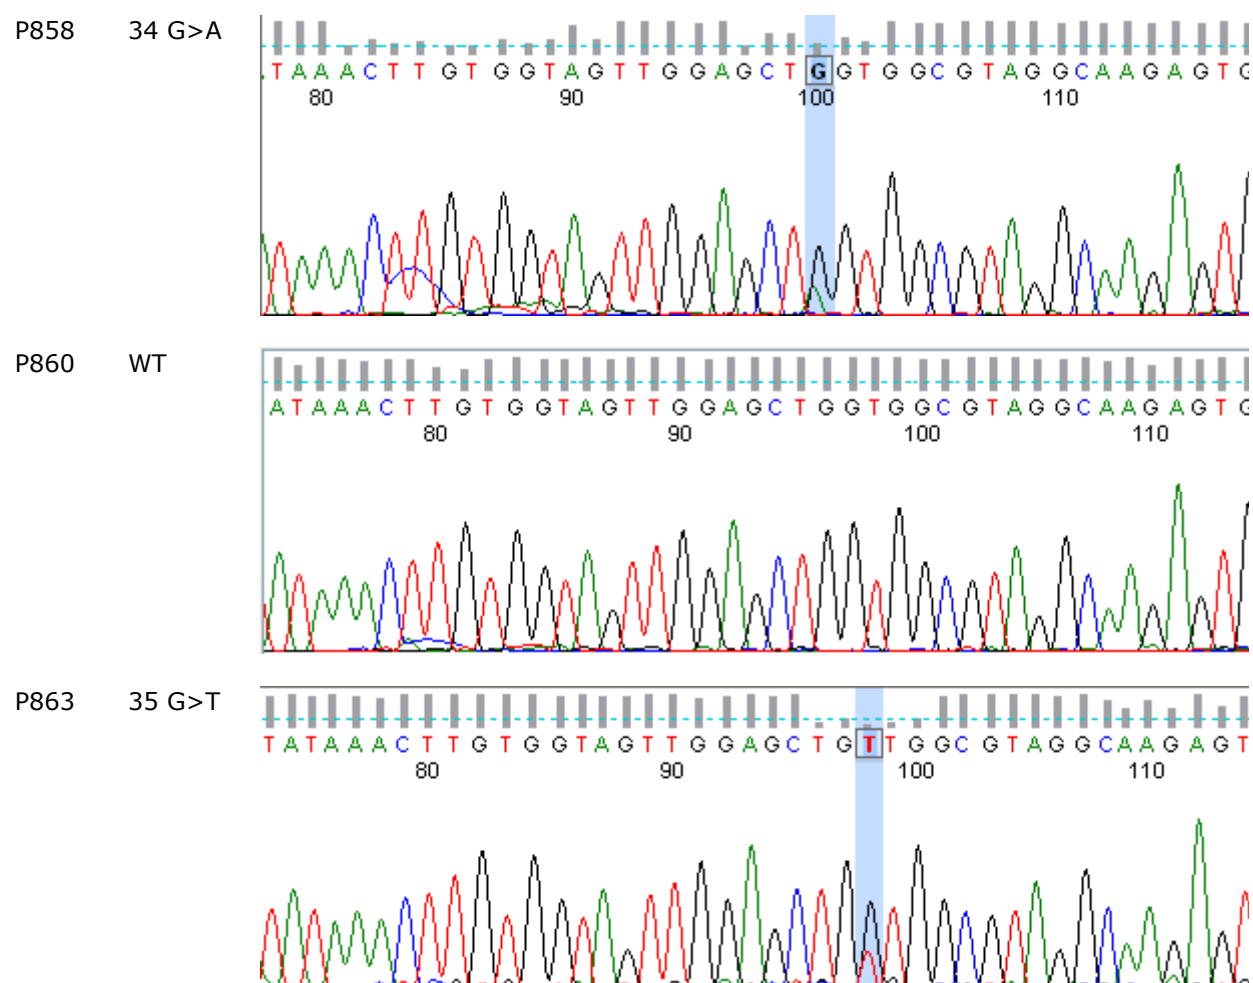 P858 34 G>A
TAAACTTGTGGTAGTTGGAGCTGGTGGCGTAGGCAAGAGTG
80 90 100 110
P860 WT
ATAAACTTGTGGTAGTTGGAGCTGGTGGCGTAGGCAAGAGTG
80 90 100 110
P863 35 G>T
TATAAACTTGTGGTAGTTGGAGCTGTTGGCGTAGGCAAGAGT
80 90 100 110